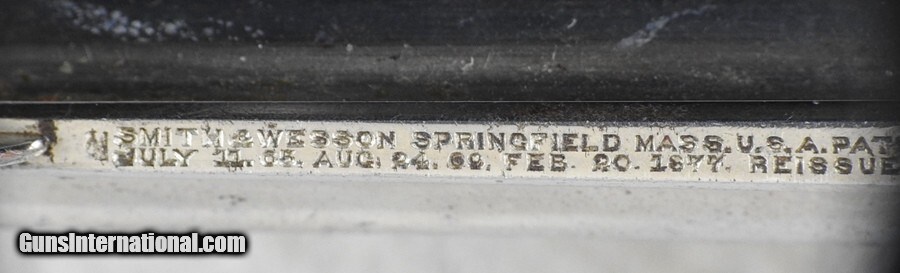 SMITH & WESSON SPRINGFIELD MASS. U.S.A. PAT
JULY 11. 65. AUG. 24. 69. FEB. 20. 1877. REISSUE
GunsInternational.com